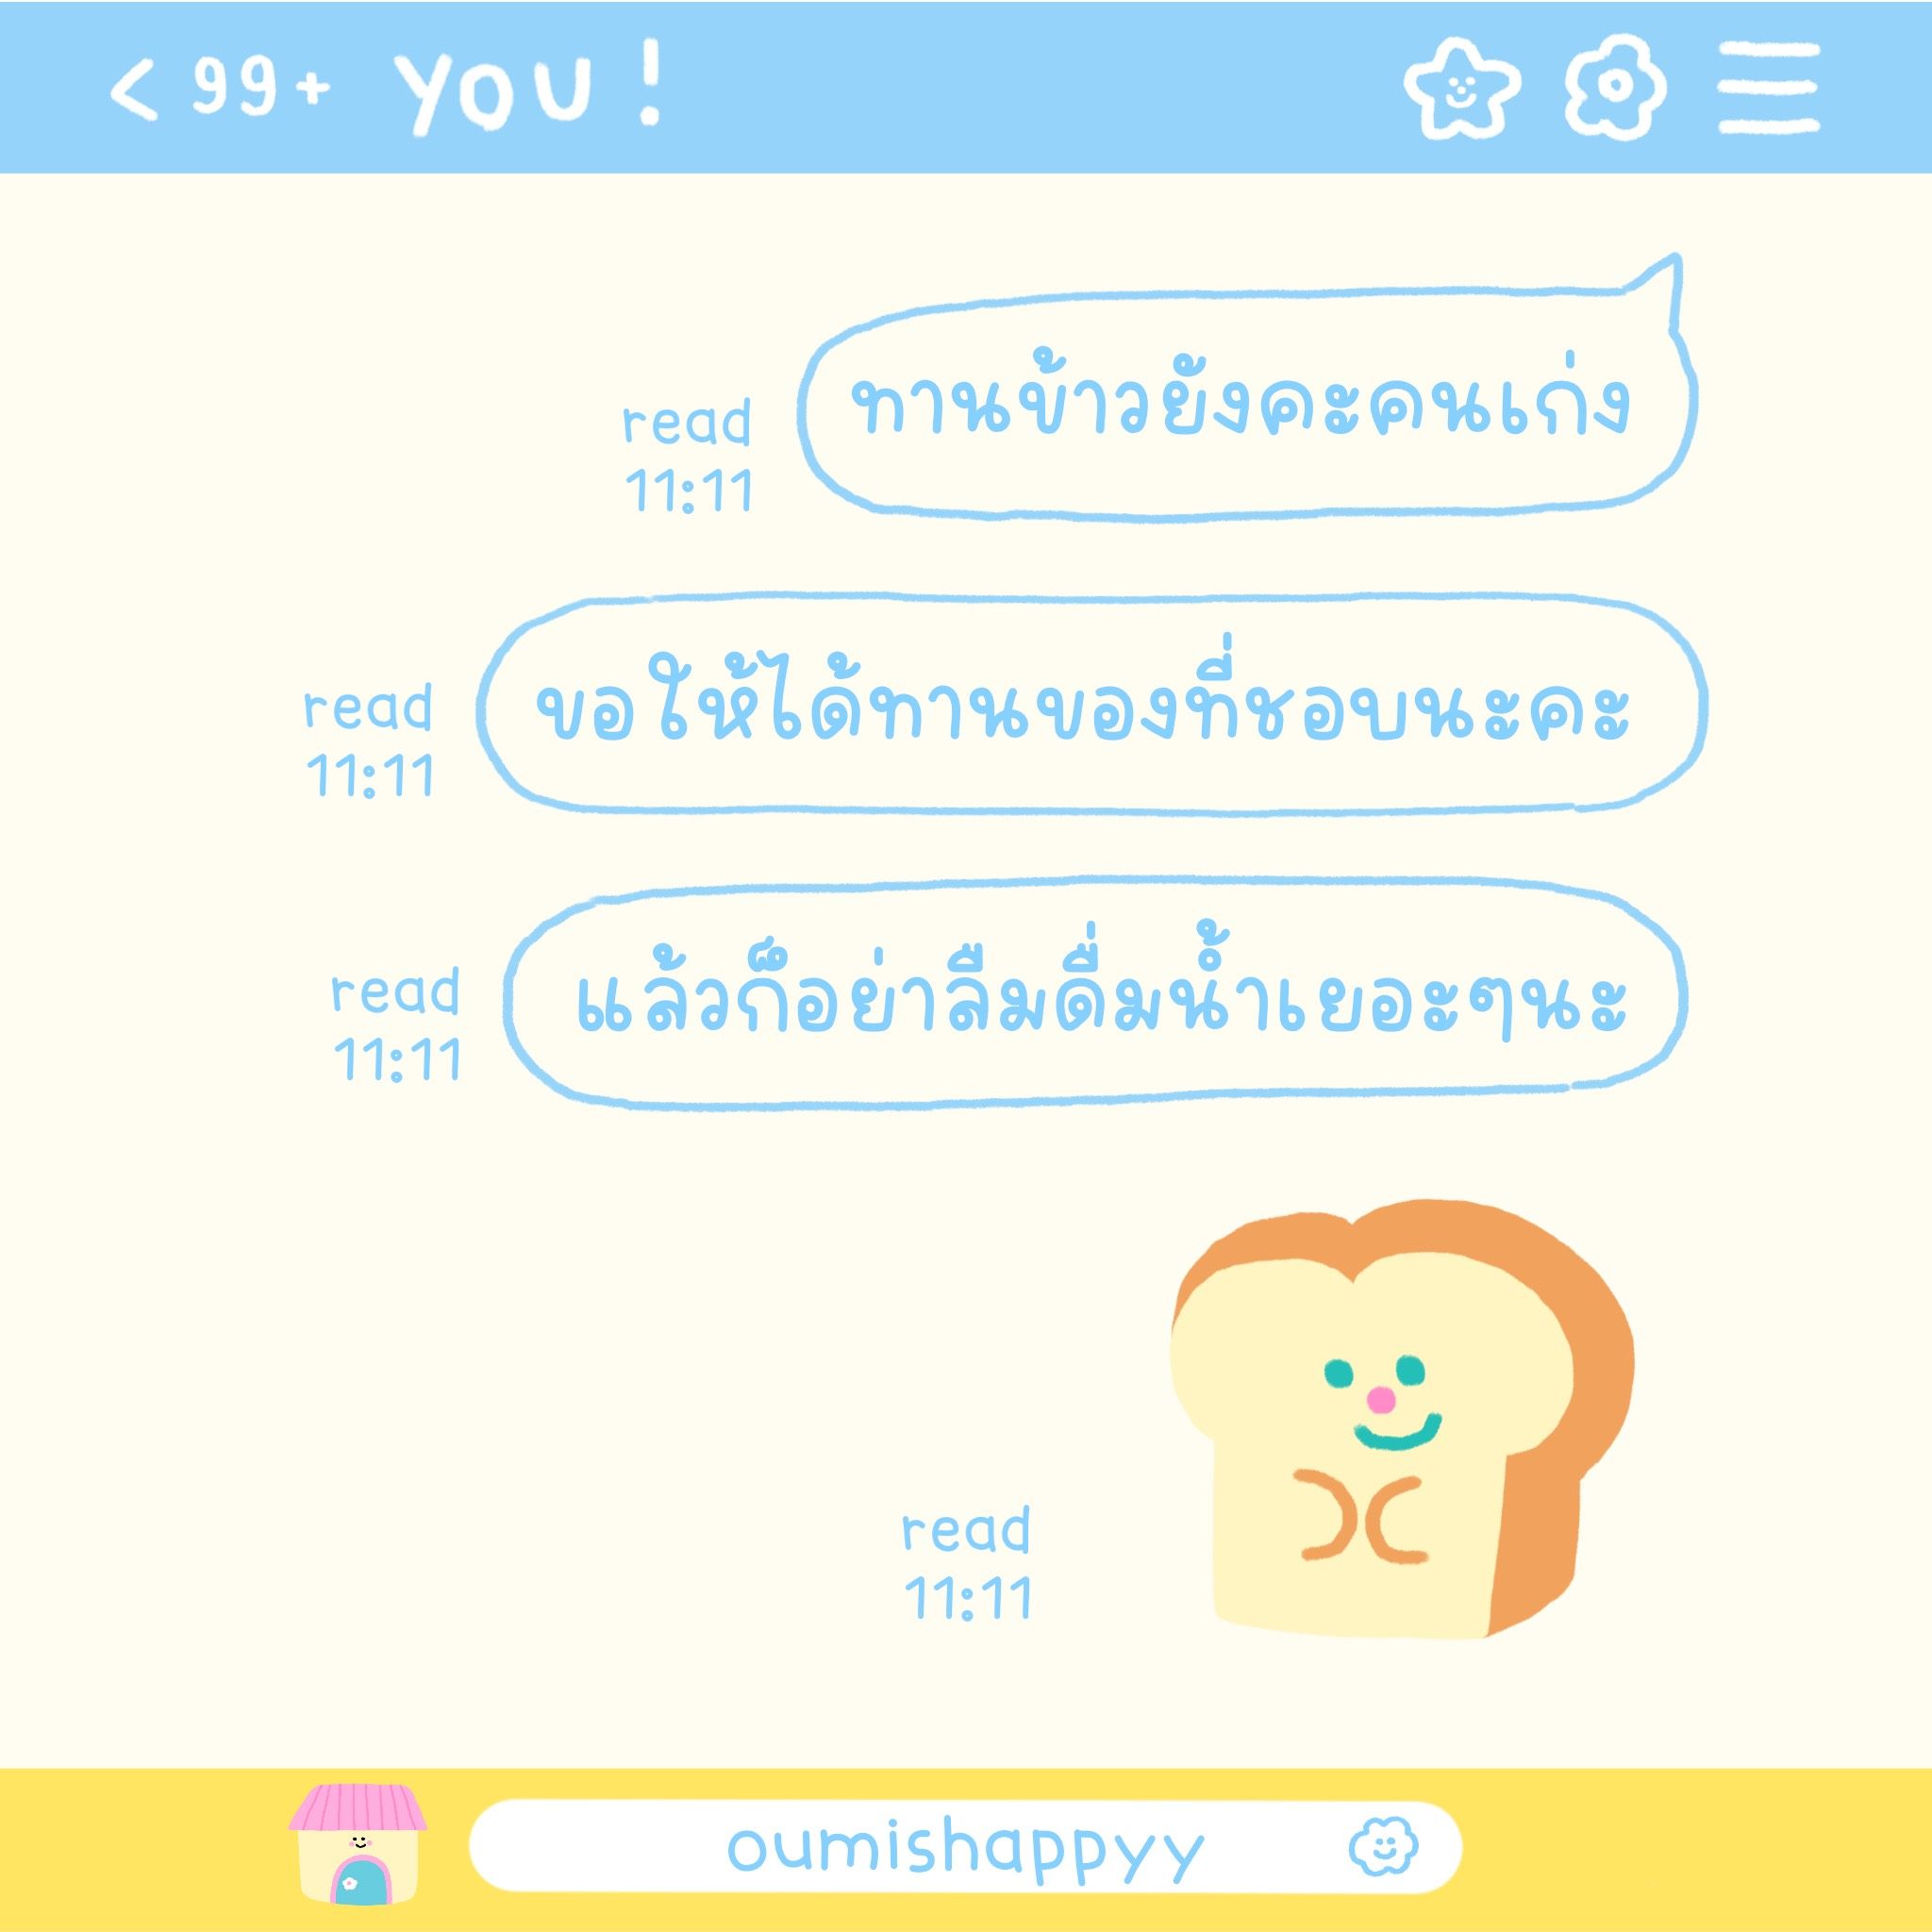 < 99+ YOU !
ทานข้าวยังคะคนเก่ง
read
11:11
ขอให้ได้ทานของที่ชอบนะคะ
read
11:11
แล้วก็อย่าลืมดื่มน้ำเยอะๆนะ
read
11:11
read
11:11
oumishappyy